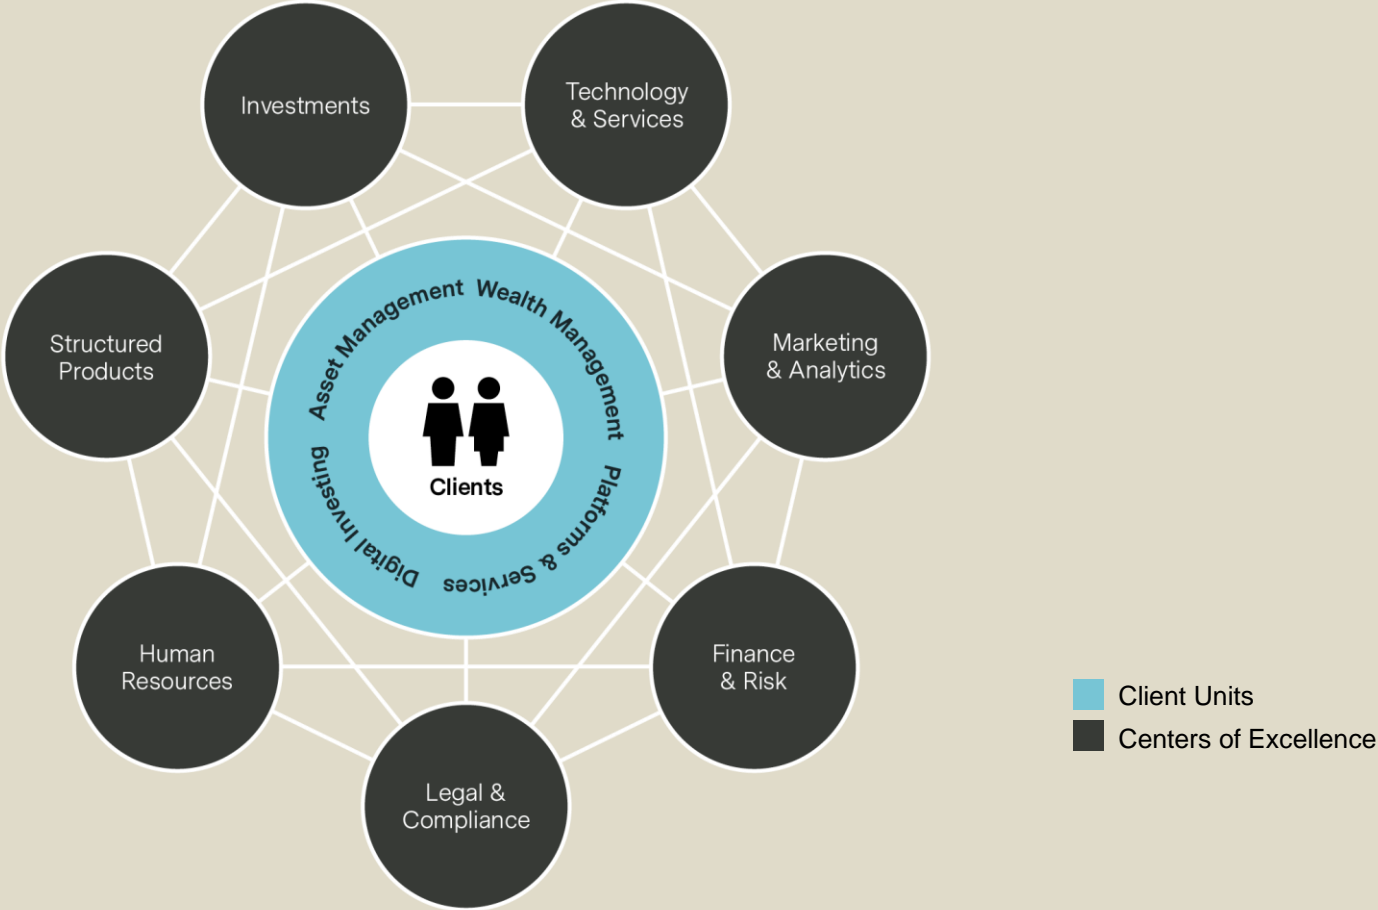 Investments
Technology
& Services
Structured
Products
Asset Management
Wealth Management
Marketing
& Analytics
Clients
Digital Investing
Platforms & Services
Human
Resources
Finance
& Risk
Legal &
Compliance
Client Units
Centers of Excellence